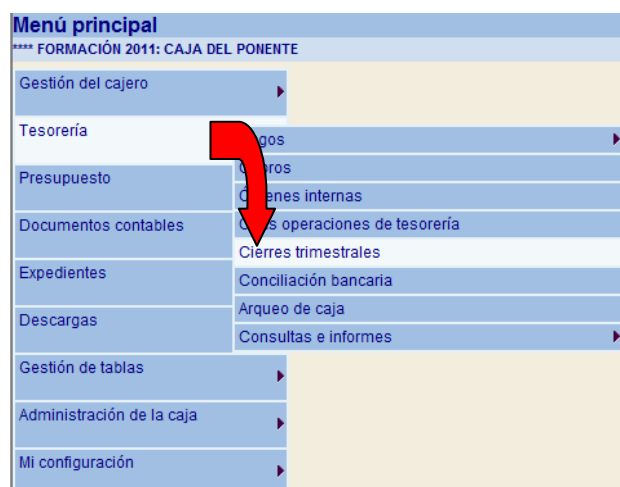 Menú principal
**** FORMACIÓN 2011: CAJA DEL PONENTE
Gestión del cajero
Tesorería
Presupuesto
Documentos contables
Expedientes
Descargas
Gestión de tablas
Administración de la caja
Mi configuración
operaciones de tesorería
internas
Cierres trimestrales
Conciliación bancaria
Arqueo de caja
Consultas e informes